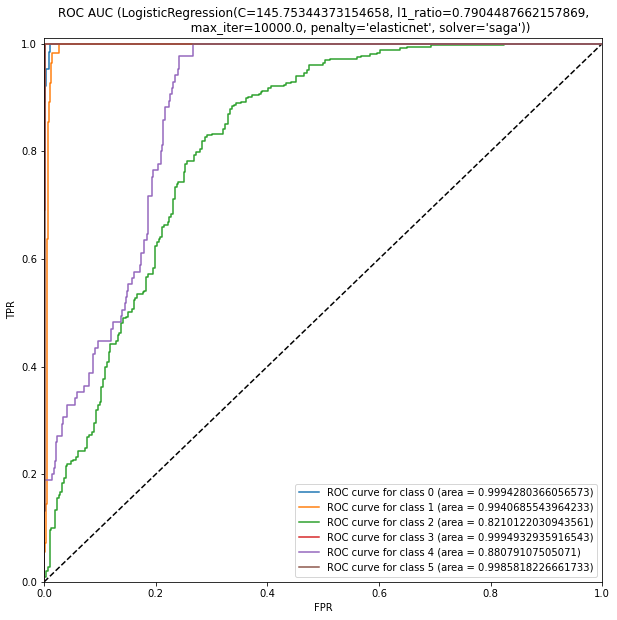 ROC AUC (LogisticRegression(C=145.75344373154658, l1_ratio=0.7904487662157869,
max_iter=10000.0, penalty='elasticnet', solver='saga'))
1.0
0.8
0.6
0.4
0.2
0.0
TPR
ROC curve for class 0 (area = 0.9994280366056573)
ROC curve for class 1 (area = 0.9940685543964233)
ROC curve for class 2 (area = 0.8210122030943561)
ROC curve for class 3 (area = 0.9994932935916543)
ROC curve for class 4 (area = 0.88079107505071)
ROC curve for class 5 (area = 0.9985818226661733)
0.0 0.2 0.4 0.6 0.8 1.0
FPR